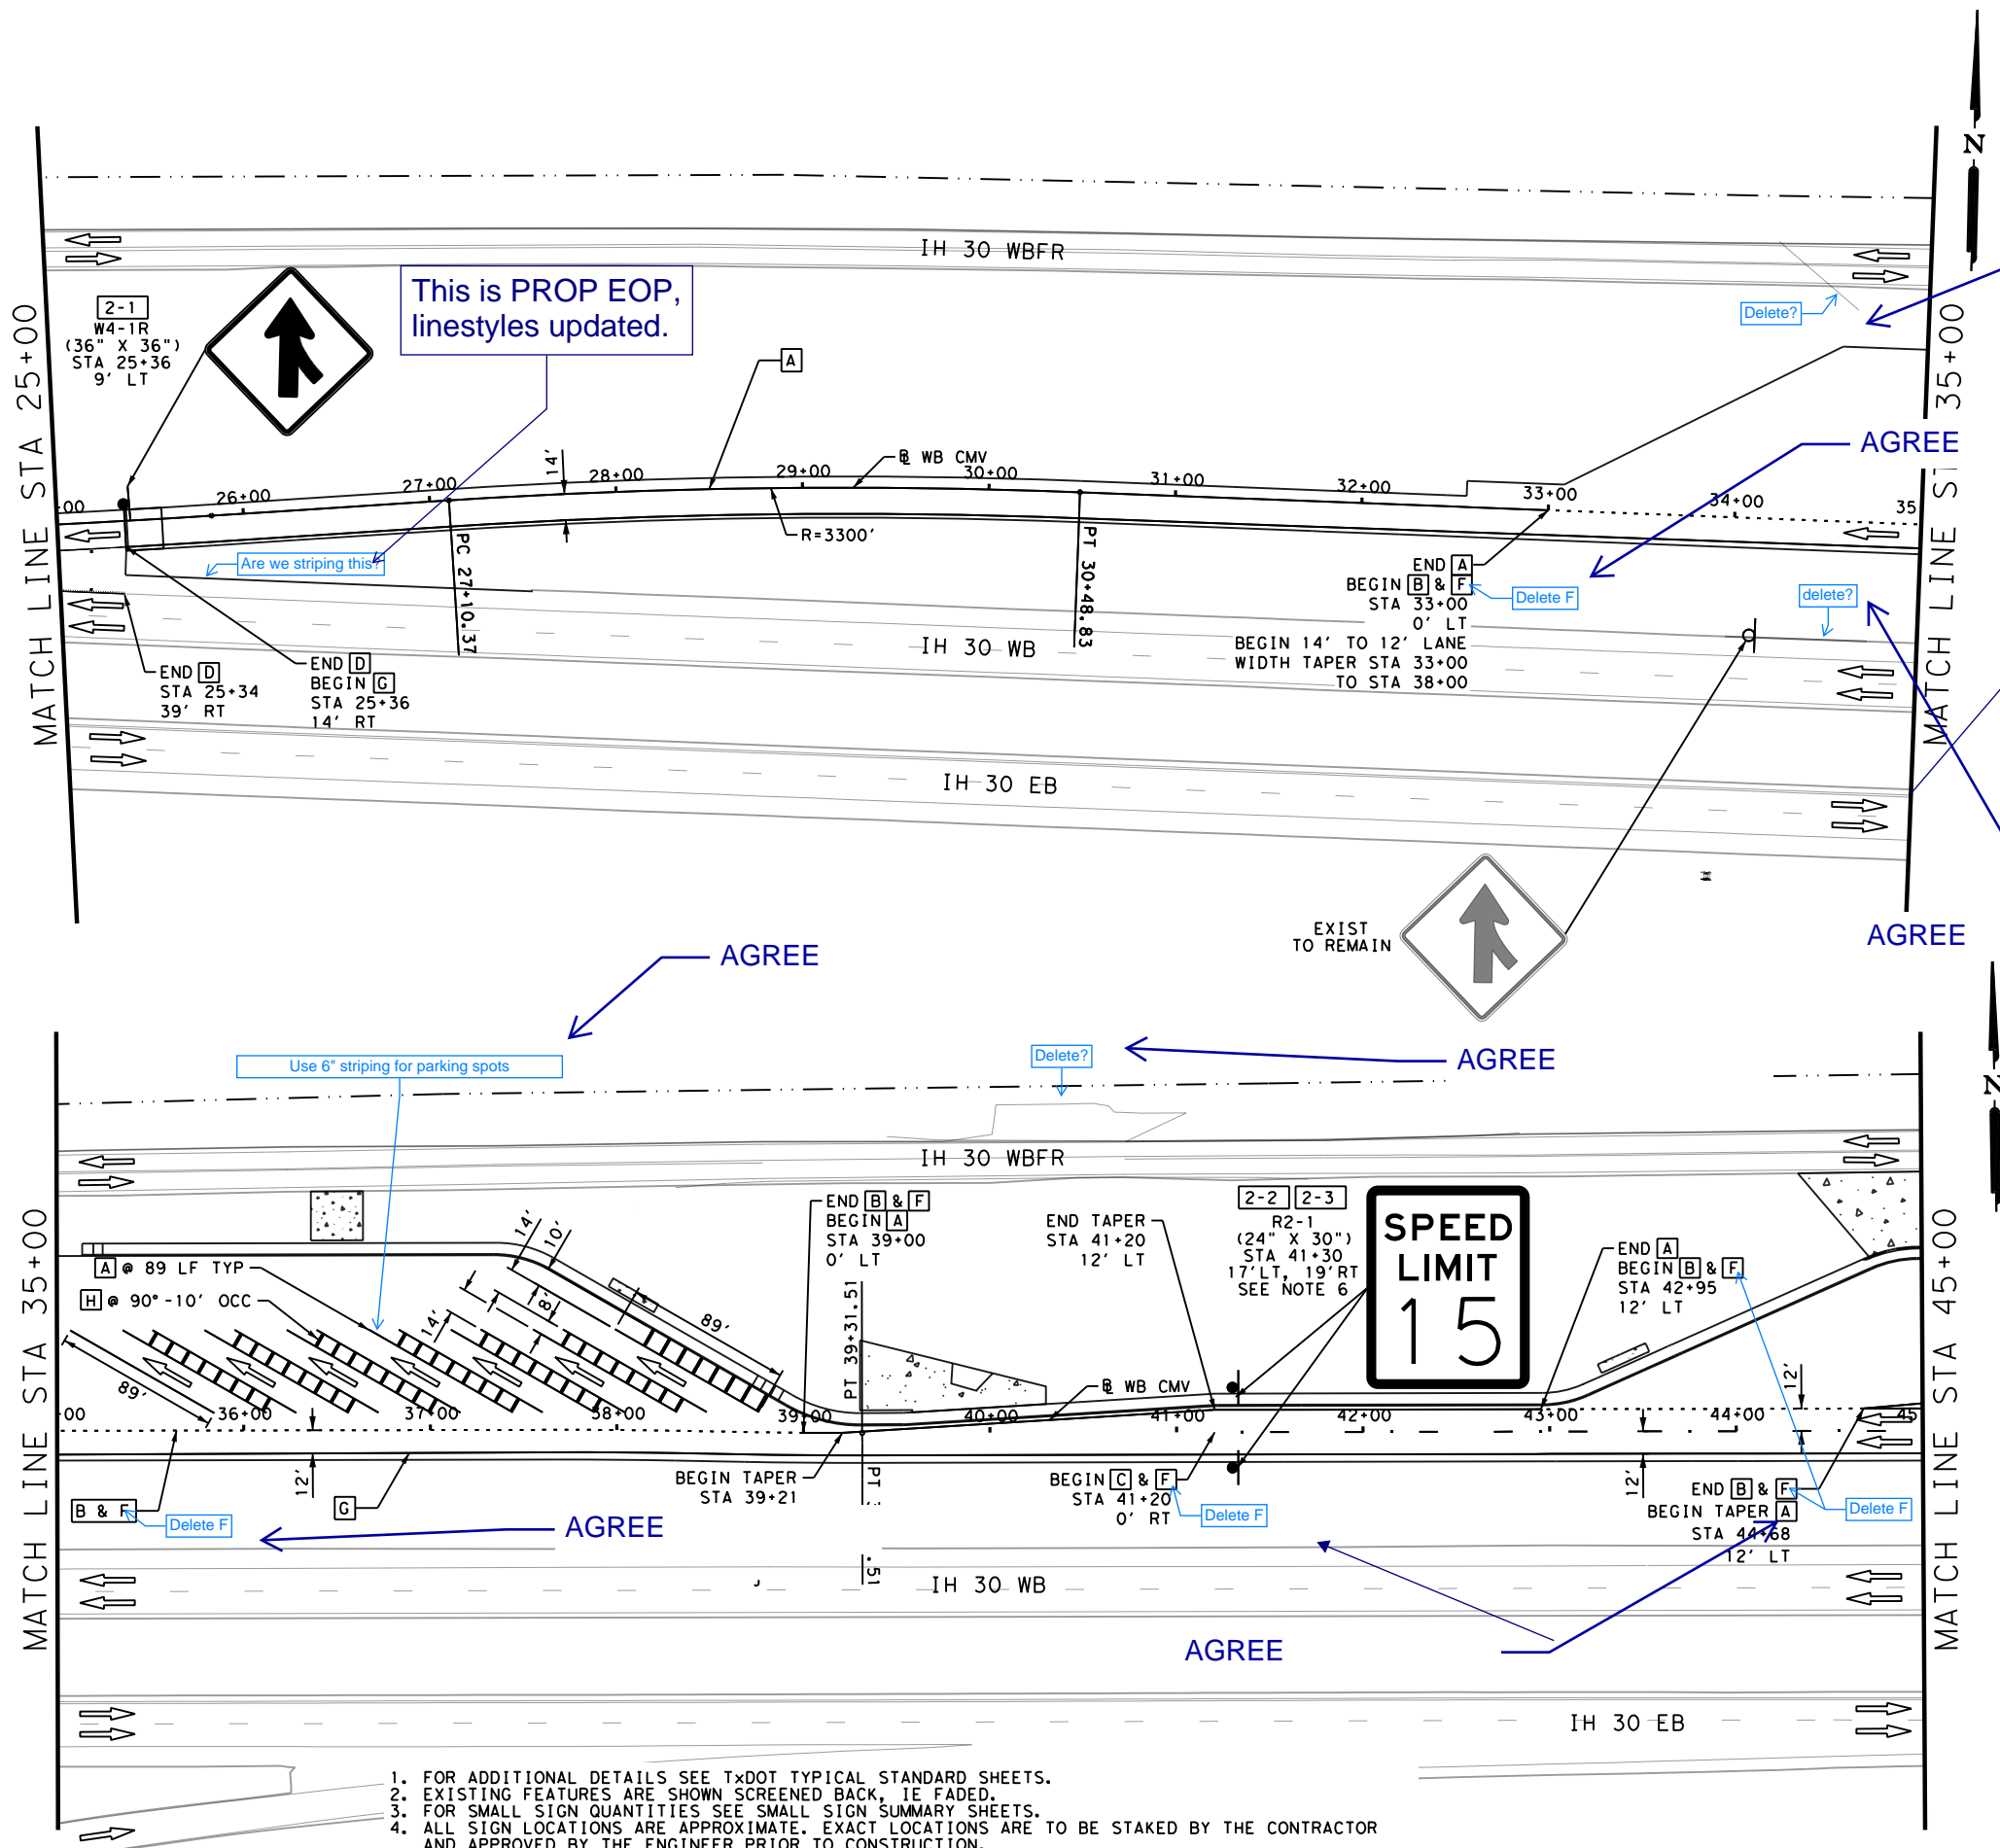 N
IH 30 WBFR
2-1
W4-1R
(36" X 36")
STA 25+36
9' LT
This is PROP EOP,
linestyles updated.
A
Delete?
MATCH LINE STA 25+00
MATCH LINE ST
35+00
AGREE
14'
℄ WB CMV
00
26+00
27+00
28+00
29+00
30+00
31+00
32+00
33+00
34+00
35
R=3300'
PC 27+10.37
PT 30+48.83
Are we striping this?
END A
BEGIN B & F
STA 33+00
0' LT
BEGIN 14' TO 12' LANE
WIDTH TAPER STA 33+00
TO STA 38+00
Delete F
delete?
IH 30 WB
END D
STA 25+34
39' RT
END D
BEGIN G
STA 25+36
14' RT
IH 30 EB
EXIST
TO REMAIN
AGREE
AGREE
N
Use 6" striping for parking spots
Delete?
AGREE
IH 30 WBFR
MATCH LINE STA 35+00
MATCH LINE STA 45+00
END B & F
BEGIN A
STA 39+00
0' LT
END TAPER
STA 41+20
12' LT
2-2 2-3
R2-1
(24" X 30")
STA 41+30
17'LT, 19'RT
SEE NOTE 6
SPEED
LIMIT
15
END A
BEGIN B & F
STA 42+95
12' LT
A @ 89 LF TYP
H @ 90°-10' OCC
14'
10'
8'
14'
89'
89'
PT 39+31.51
℄ WB CMV
12'
00
36+00
37+00
38+00
39+00
40+00
41+00
42+00
43+00
44+00
45
12'
12'
B & F
Delete F
G
AGREE
BEGIN TAPER
STA 39+21
PT
.51
BEGIN C & F
STA 41+20
0' RT
Delete F
END B & F
BEGIN TAPER A
STA 44+68
12' LT
Delete F
IH 30 WB
AGREE
IH 30 EB
1. FOR ADDITIONAL DETAILS SEE TxDOT TYPICAL STANDARD SHEETS.
2. EXISTING FEATURES ARE SHOWN SCREENED BACK, IE FADED.
3. FOR SMALL SIGN QUANTITIES SEE SMALL SIGN SUMMARY SHEETS.
4. ALL SIGN LOCATIONS ARE APPROXIMATE. EXACT LOCATIONS ARE TO BE STAKED BY THE CONTRACTOR
AND APPROVED BY THE ENGINEER PRIOR TO CONSTRUCTION.